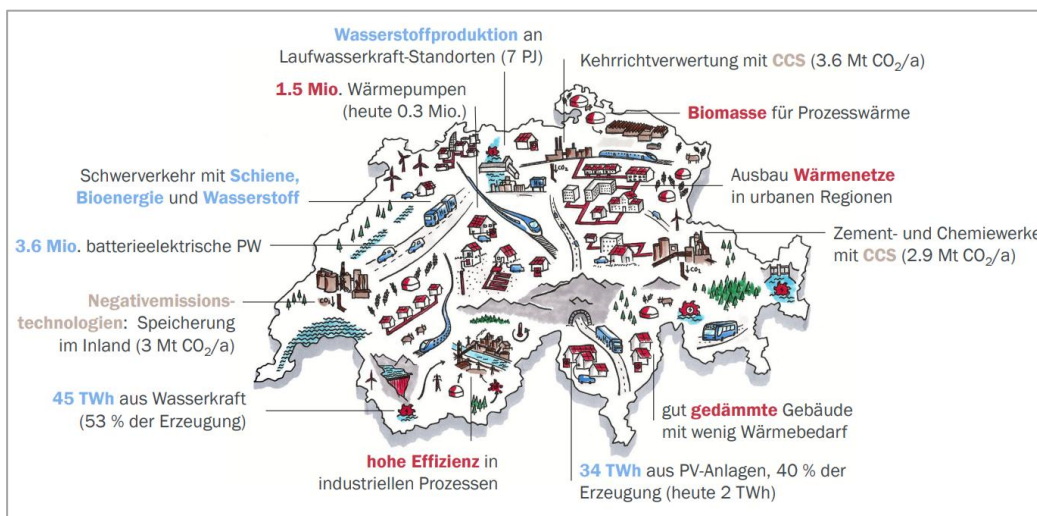 Wasserstoffproduktion an
Laufwasserkraft-Standorten (7 PJ)
Kehrrichtverwertung mit CCS (3.6 Mt CO₂/a)
1.5 Mio. Wärmepumpen
(heute 0.3 Mio.)
Biomasse für Prozesswärme
Schwerverkehr mit Schiene,
Bioenergie und Wasserstoff
Ausbau Wärmenetze
in urbanen Regionen
3.6 Mio. batterieelektrische PW
Zement- und Chemiewerke
mit CCS (2.9 Mt CO₂/a)
Negativemissions-
technologien: Speicherung
im Inland (3 Mt CO₂/a)
45 TWh aus Wasserkraft
(53 % der Erzeugung)
gut gedämmte Gebäude
mit wenig Wärmebedarf
hohe Effizienz in
industriellen Prozessen
34 TWh aus PV-Anlagen, 40 % der
Erzeugung (heute 2 TWh)
CO₂
CO₂
CO₂